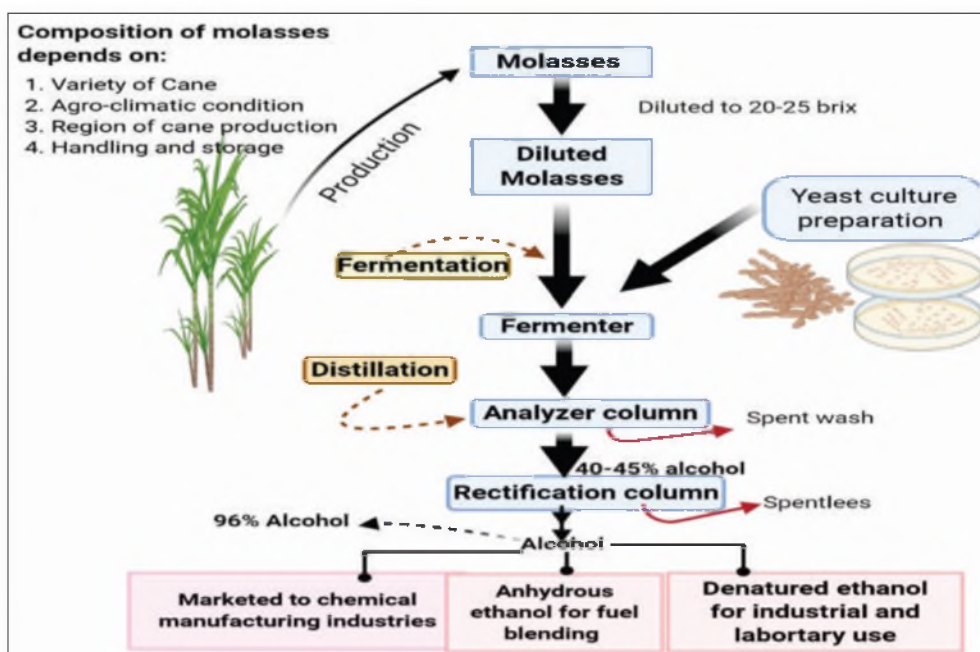 Composition of molasses
depends on:
1. Variety of Cane
2. Agro-climatic condition
3. Region of cane production
4. Handling and storage
Production
Molasses
Diluted to 20-25 brix
Diluted
Molasses
Yeast culture
preparation
Fermentation
Fermenter
Distillation
Analyzer column
Spent wash
40-45% alcohol
Rectification column
Spentlees
96% Alcohol
Alcohol
Marketed to chemical
manufacturing industries
Anhydrous
ethanol for fuel
blending
Denatured ethanol
for industrial and
labortary use